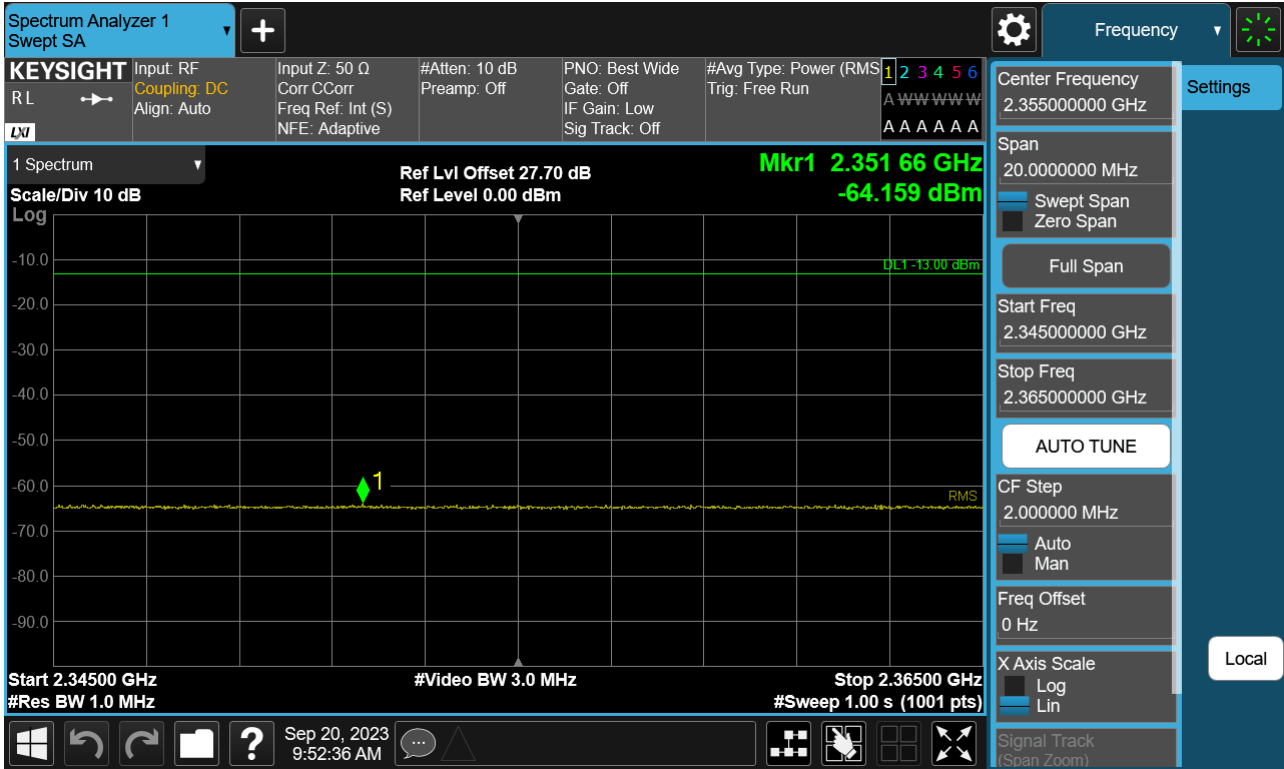 Spectrum Analyzer 1
Swept SA
Frequency
KEYSIGHT
R L
LXI
Input: RF
Coupling: DC
Align: Auto
Input Z: 50 Ω
Corr CCorr
Freq Ref: Int (S)
NFE: Adaptive
#Atten: 10 dB
Preamp: Off
PNO: Best Wide
Gate: Off
IF Gain: Low
Sig Track: Off
#Avg Type: Power (RMS
Trig: Free Run
1 2 3 4 5 6
A W W W W W
A A A A A A
1 Spectrum
Scale/Div 10 dB
Log
Ref Lvl Offset 27.70 dB
Ref Level 0.00 dBm
Mkr1 2.351 66 GHz
-64.159 dBm
-10.0
DL1 -13.00 dBm
-20.0
-30.0
-40.0
-50.0
-60.0
1
RMS
-70.0
-80.0
-90.0
Start 2.34500 GHz
#Video BW 3.0 MHz
Stop 2.36500 GHz
#Res BW 1.0 MHz
#Sweep 1.00 s (1001 pts)
Sep 20, 2023
9:52:36 AM
Center Frequency
2.355000000 GHz
Settings
Span
20.0000000 MHz
Swept Span
Zero Span
Full Span
Start Freq
2.345000000 GHz
Stop Freq
2.365000000 GHz
AUTO TUNE
CF Step
2.000000 MHz
Auto
Man
Freq Offset
0 Hz
X Axis Scale
Log
Lin
Local
Signal Track
(Span Zoom)